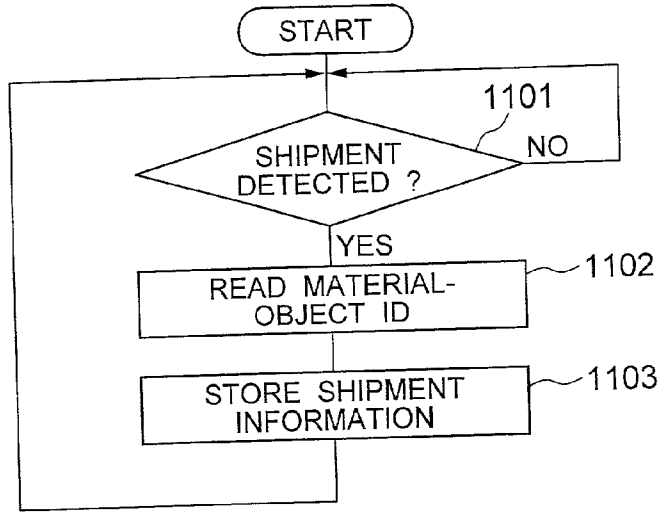 START
1101
SHIPMENT
DETECTED ?
NO
YES
1102
READ MATERIAL-
OBJECT ID
1103
STORE SHIPMENT
INFORMATION